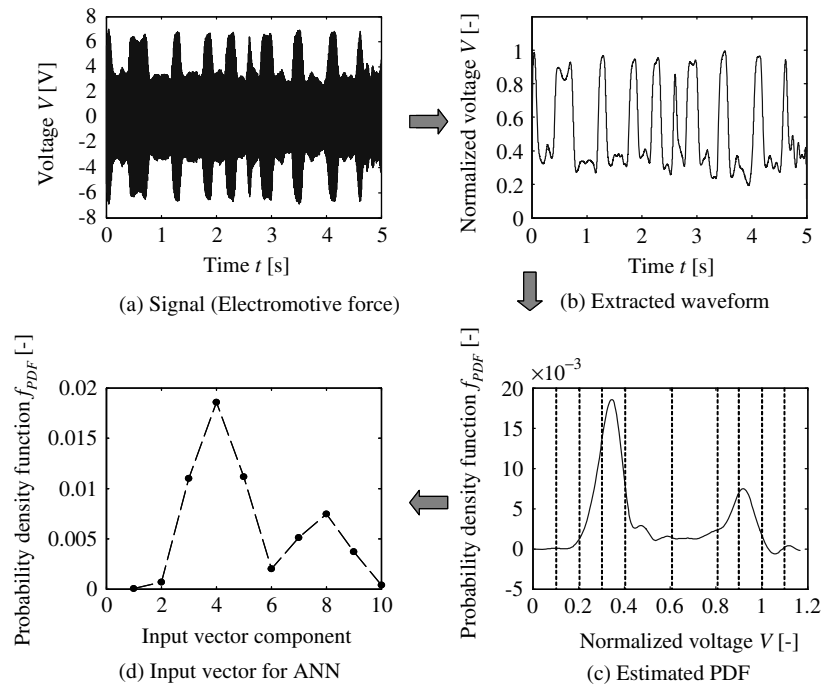 8
6
4
2
0
-2
-4
-6
-8
Voltage V [V]
0 1 2 3 4 5
Time t [s]
(a) Signal (Electromotive force)
1
0.8
0.6
0.4
0.2
0
Normalized voltage V [-]
0 1 2 3 4 5
Time t [s]
(b) Extracted waveform
0.02
0.015
0.01
0.005
0
Probability density function f_PDF [-]
0 2 4 6 8 10
Input vector component
(d) Input vector for ANN
×10⁻³
20
15
10
5
0
-5
Probability density function f_PDF [-]
0 0.2 0.4 0.6 0.8 1 1.2
Normalized voltage V [-]
(c) Estimated PDF